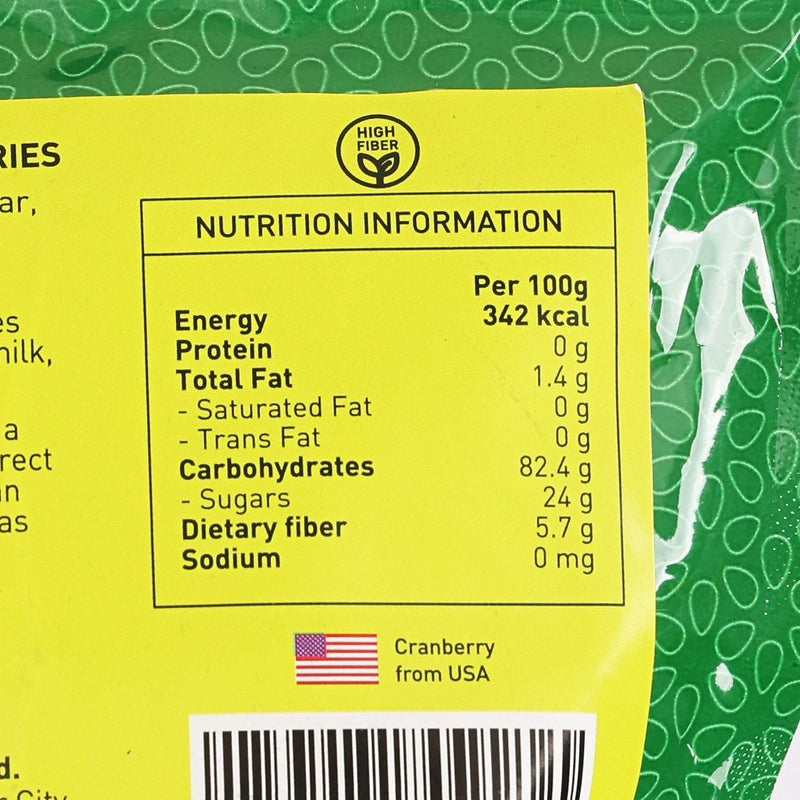 RIES
ar,
es
nilk,
a
rect
an
as
d.
City
HIGH
FIBER
NUTRITION INFORMATION
Per 100g
Energy 342 kcal
Protein 0 g
Total Fat 1.4 g
- Saturated Fat 0 g
- Trans Fat 0 g
Carbohydrates 82.4 g
- Sugars 24 g
Dietary fiber 5.7 g
Sodium 0 mg
Cranberry
from USA